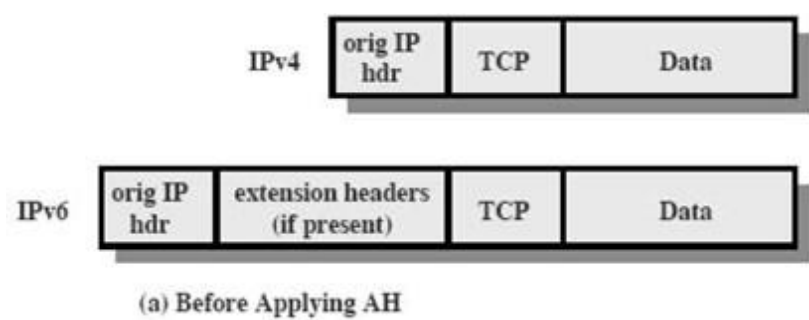 IPv4
orig IP
hdr
TCP
Data
IPv6
orig IP
hdr
extension headers
(if present)
TCP
Data
(a) Before Applying AH